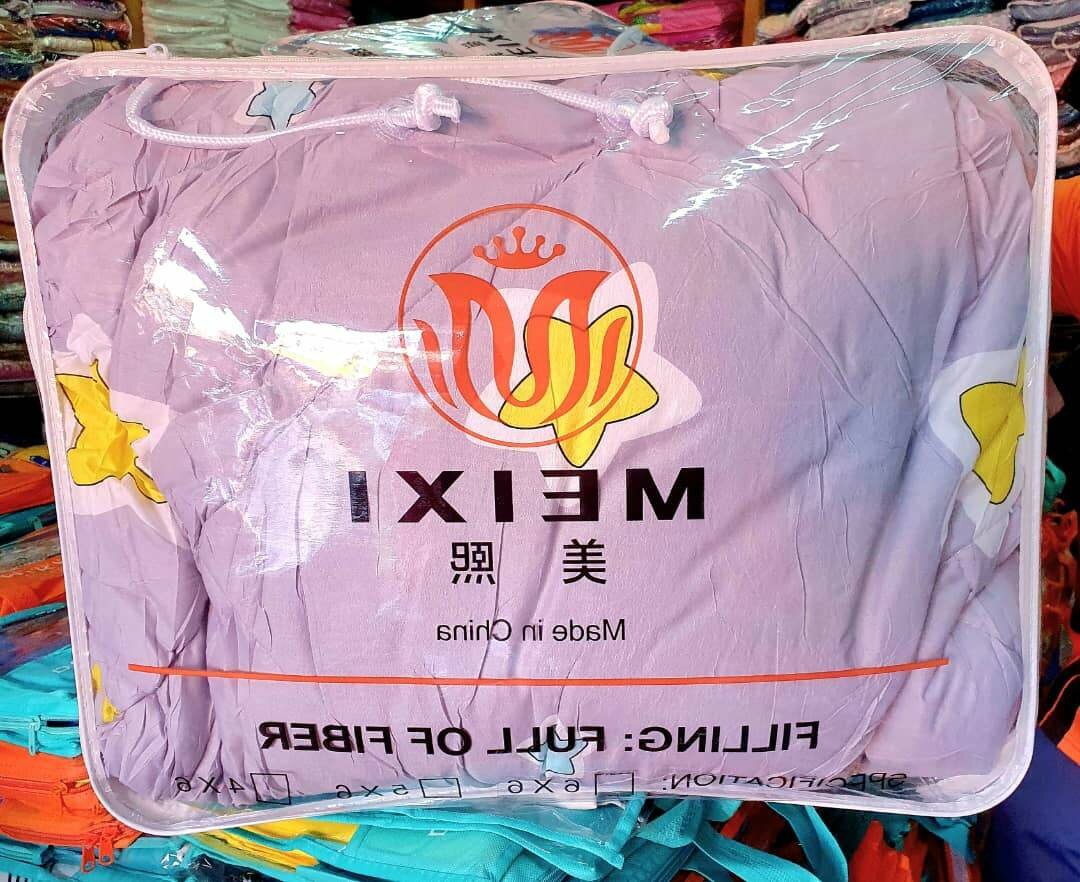 MEIXI
美 熙
Made in China
FILLING: FULL OF FIBER
SPECIFICATION: 6X6 5X6 4X6